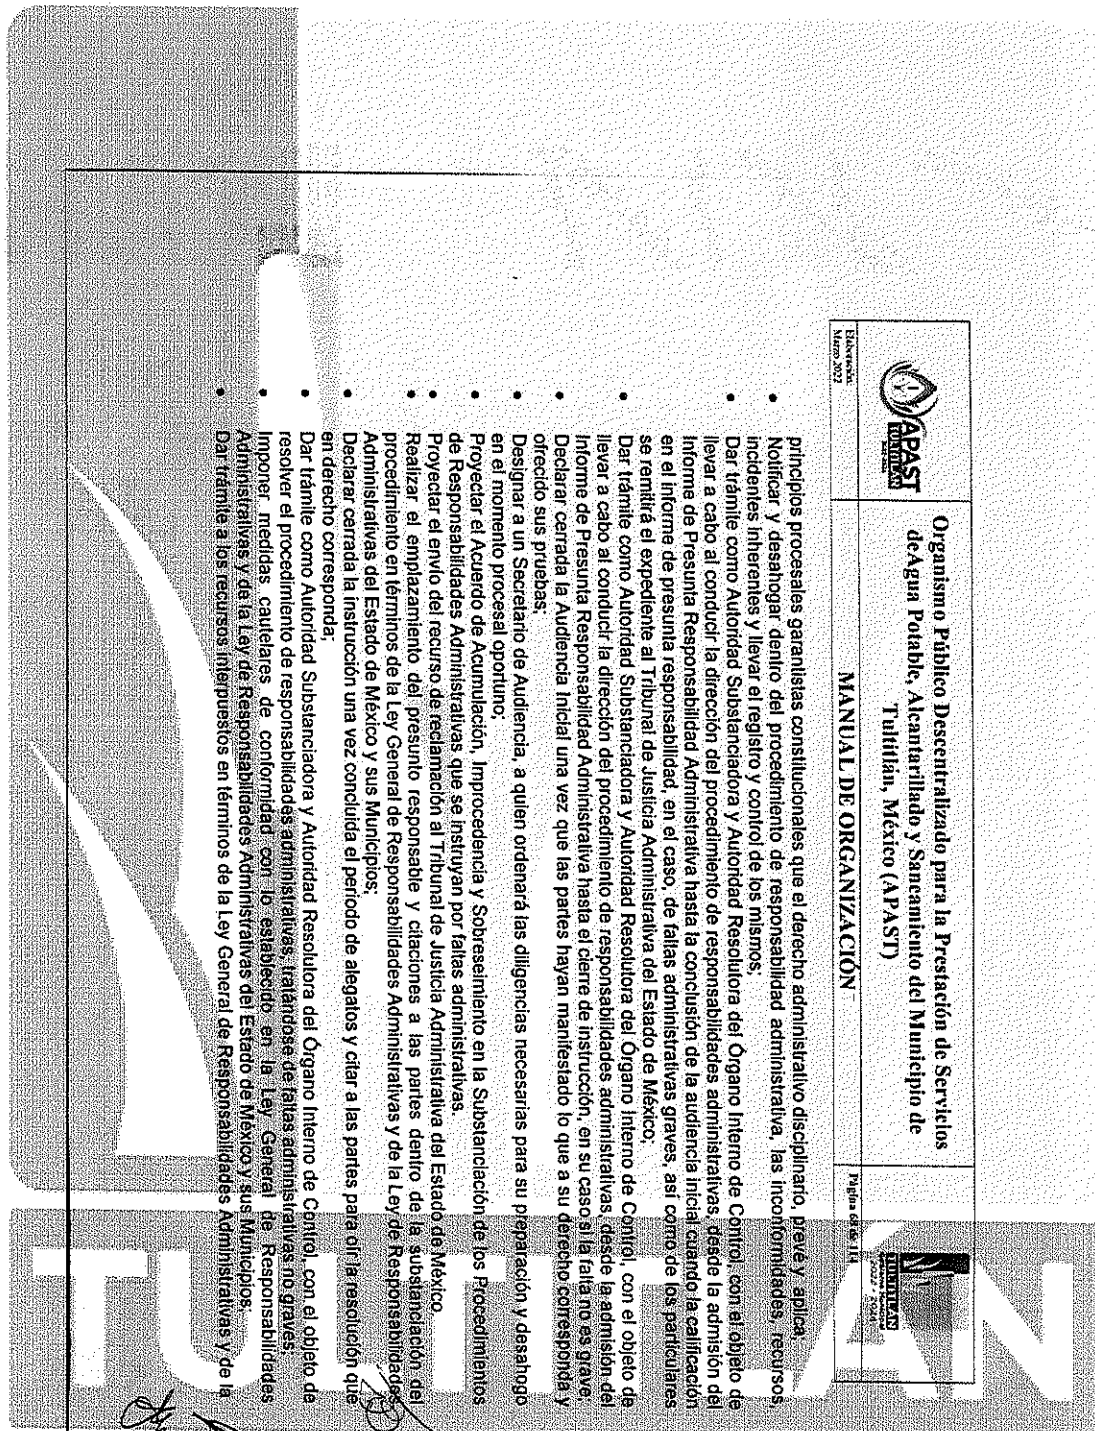 APAST
TULTITLÁN
Organismo Público Descentralizado para la Prestación de Servicios
deAgua Potable, Alcantarillado y Saneamiento del Municipio de
Tultitlán, México (APAST)
TULTITLÁN
2022 - 2024
Elaboración:
Marzo 2022
MANUAL DE ORGANIZACIÓN
Página 68 de
principios procesales garantistas constitucionales que el derecho administrativo disciplinario, prevé y aplica;
• Notificar y desahogar dentro del procedimiento de responsabilidad administrativa, las inconformidades, recursos,
incidentes inherentes y llevar el registro y control de los mismos;
• Dar trámite como Autoridad Substanciadora y Autoridad Resolutora del Órgano Interno de Control, con el objeto de
llevar a cabo al conducir la dirección del procedimiento de responsabilidades administrativas, desde la admisión del
Informe de Presunta Responsabilidad Administrativa hasta la conclusión de la audiencia inicial cuando la calificación
en el informe de presunta responsabilidad, en el caso, de faltas administrativas graves, así como de los particulares
se remitirá el expediente al Tribunal de Justicia Administrativa del Estado de México;
• Dar trámite como Autoridad Substanciadora y Autoridad Resolutora del Órgano Interno de Control, con el objeto de
llevar a cabo al conducir la dirección del procedimiento de responsabilidades administrativas, desde la admisión del
Informe de Presunta Responsabilidad Administrativa hasta el cierre de instrucción, en su caso si la falta no es grave.
• Declarar cerrada la Audiencia Inicial una vez que las partes hayan manifestado lo que a su derecho corresponda y
ofrecido sus pruebas;
• Designar a un Secretario de Audiencia, a quien ordenará las diligencias necesarias para su preparación y desahogo
en el momento procesal oportuno;
• Proyectar el Acuerdo de Acumulación, Improcedencia y Sobreseimiento en la Substanciación de los Procedimientos
de Responsabilidades Administrativas que se instruyan por faltas administrativas.
• Proyectar el envío del recurso de reclamación al Tribunal de Justicia Administrativa del Estado de México,
• Realizar el emplazamiento del presunto responsable y citaciones a las partes dentro de la substanciación del
procedimiento en términos de la Ley General de Responsabilidades Administrativas y de la Ley de Responsabilidades
Administrativas del Estado de México y sus Municipios;
• Declarar cerrada la instrucción una vez concluida el período de alegatos y citar a las partes para oír la resolución que
en derecho corresponda;
• Dar trámite como Autoridad Substanciadora y Autoridad Resolutora del Órgano Interno de Control, con el objeto de
resolver el procedimiento de responsabilidades administrativas, tratándose de faltas administrativas no graves;
• Imponer medidas cautelares de conformidad con lo establecido en la Ley General de Responsabilidades
Administrativas y de la Ley de Responsabilidades Administrativas del Estado de México y sus Municipios;
• Dar trámite a los recursos interpuestos en términos de la Ley General de Responsabilidades Administrativas y de la
TULTITLÁN